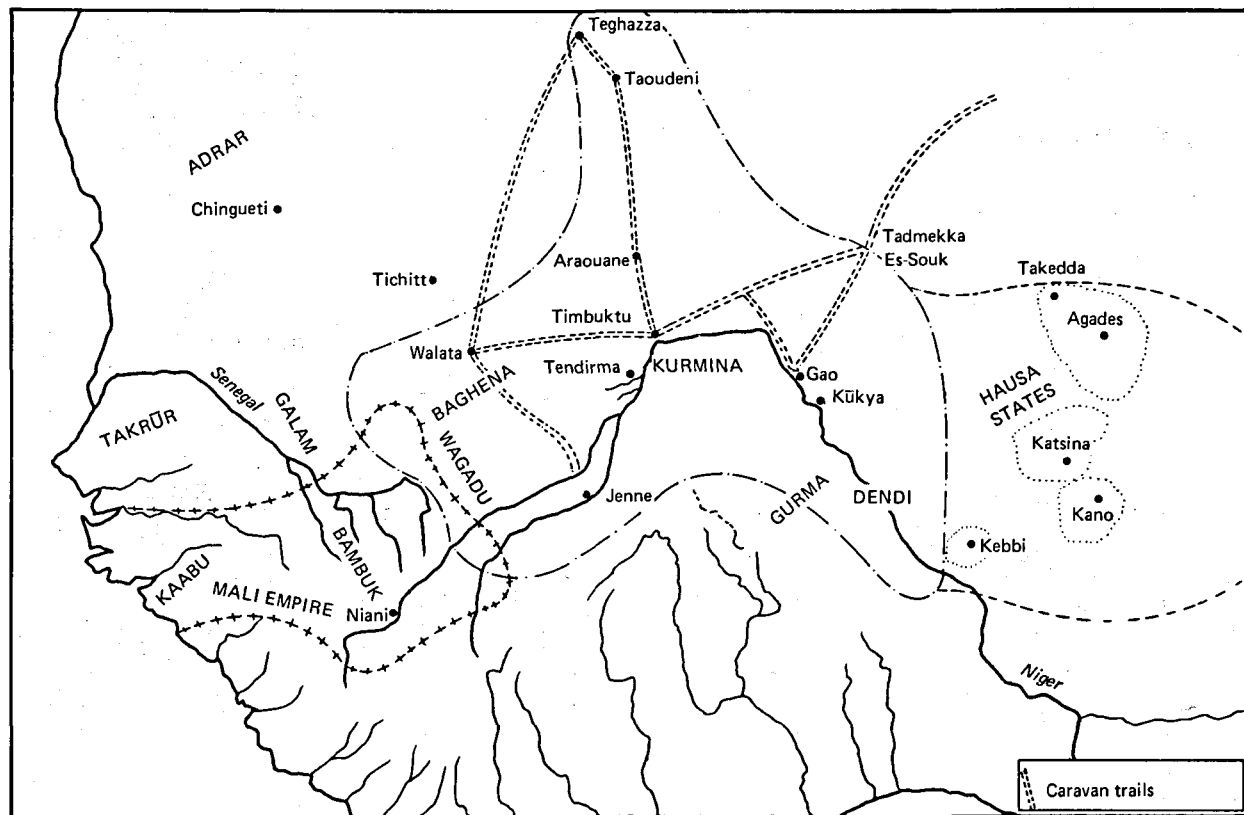 Teghazza
Taoudeni
ADRAR
Chingueti
Tadmekka
Es-Souk
Araouane
Takedda
Tichitt
Agades
Timbuktu
Walata
KURMINA
Tendirma
Gao
Senegal
GALAM
BAGHENA
Kūkya
HAUSA
STATES
TAKRŪR
WAGADU
Katsina
Jenne
GURMA
DENDI
Kano
Kebbi
BAMBUK
KAABU
MALI EMPIRE
Niani
Niger
Caravan trails